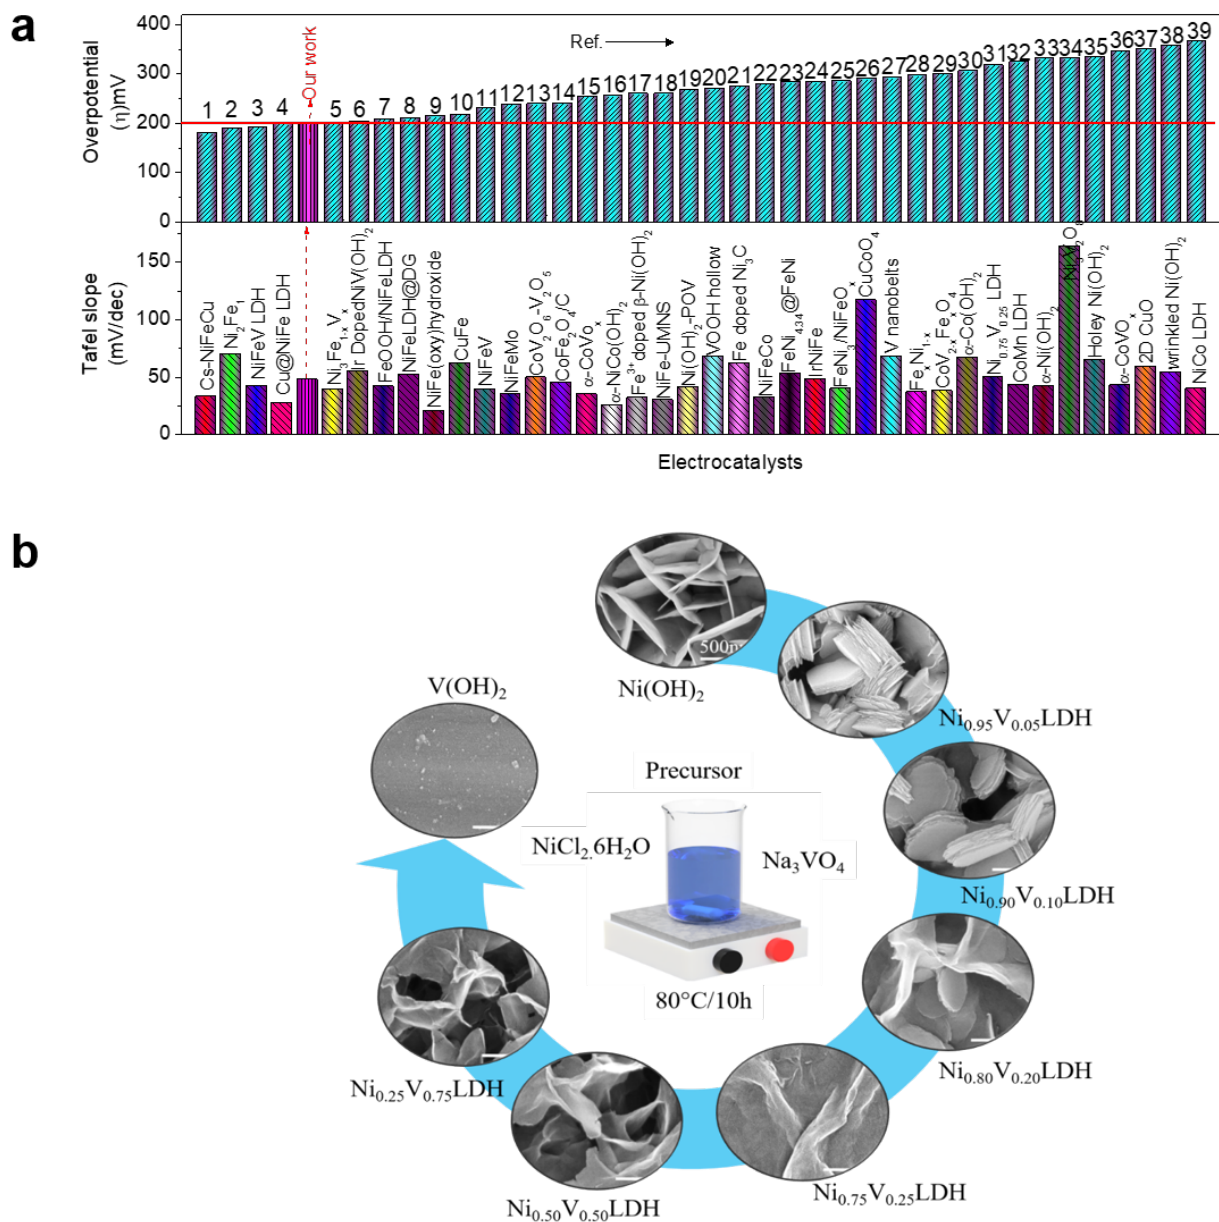 a
Overpotential
(η)mV
400
300
200
100
0
Ref.
Our work
1
2
3
4
5
6
7
8
9
10
11
12
13
14
15
16
17
18
19
20
21
22
23
24
25
26
27
28
29
30
31
32
33
34
35
36
37
38
39
Tafel slope
(mV/dec)
150
100
50
0
Cs-NiFeCu
Ni2Fe1
NiFeV LDH
Cu@NiFe LDH
Ni3Fe1-xVx
Ir DopedNiV(OH)2
FeOOH/NiFeLDH
NiFeLDH@DG
NiFe(oxy)hydroxide
CuFe
NiFeV
NiFeMo
CoV2O6-V2O5
CoFe2O4/C
α-CoVOx
α-NiCo(OH)2
Fe3+ doped β-Ni(OH)2
NiFe-UMNS
Ni(OH)2-POV
VOOH hollow
Fe doped Ni3C
NiFeCo
FeNi4.34@FeNi
IrNiFe
FeNi3/NiFeOx
CuCoO4
V nanobelts
FexNi1-x
CoV2-xFexO4
α-Co(OH)2
Ni0.75V0.25 LDH
CoMn LDH
α-Ni(OH)2
Ni3V2O8
Holey Ni(OH)2
α-CoVOx
2D CuO
wrinkled Ni(OH)2
NiCo LDH
Electrocatalysts
b
500n
Ni(OH)2
V(OH)2
Ni0.95V0.05LDH
Precursor
NiCl2.6H2O
Na3VO4
Ni0.90V0.10LDH
80°C/10h
Ni0.80V0.20LDH
Ni0.25V0.75LDH
Ni0.75V0.25LDH
Ni0.50V0.50LDH